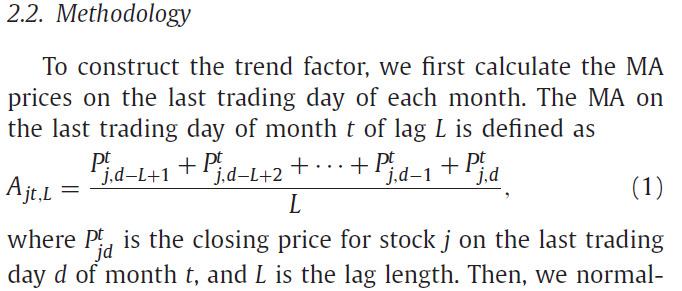 2.2. Methodology
To construct the trend factor, we first calculate the MA
prices on the last trading day of each month. The MA on
the last trading day of month t of lag L is defined as
A_{jt,L} = \frac{P^t_{j,d-L+1} + P^t_{j,d-L+2} + \cdots + P^t_{j,d-1} + P^t_{j,d}}{L}, (1)
where P^t_{jd} is the closing price for stock j on the last trading
day d of month t, and L is the lag length. Then, we normal-